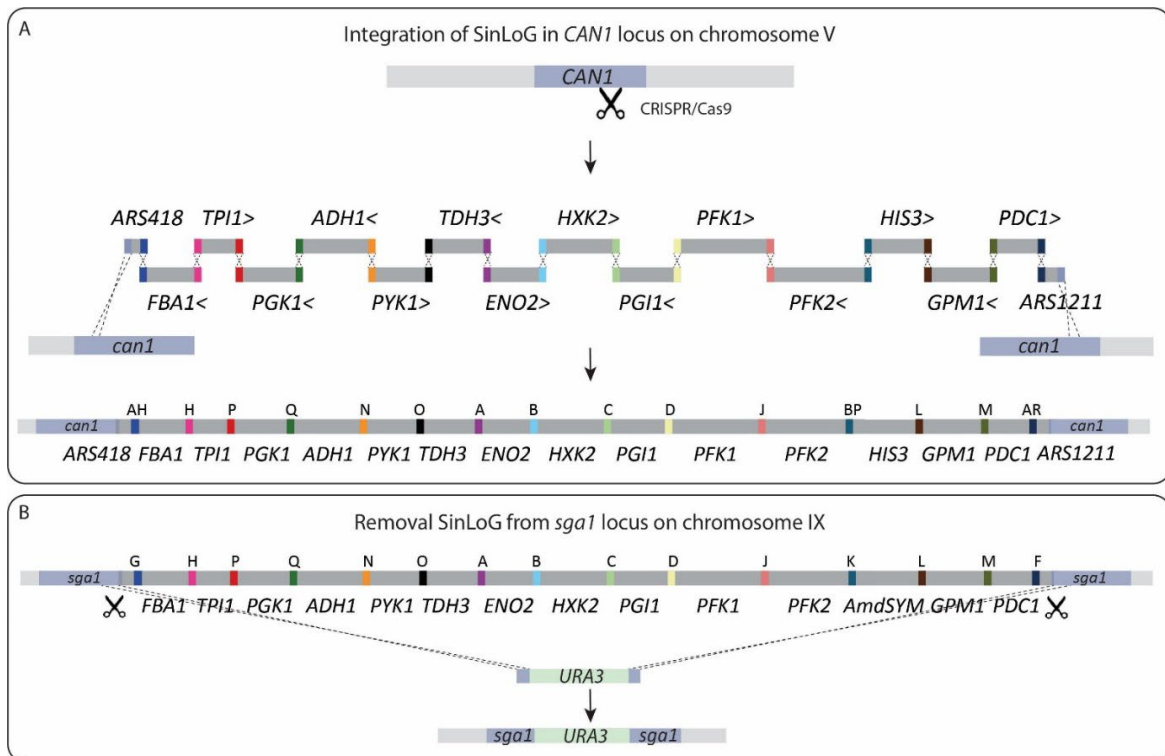 A
Integration of SinLoG in CAN1 locus on chromosome V
CAN1
CRISPR/Cas9
ARS418 TPI1> ADH1< TDH3< HXK2> PFK1> HIS3> PDC1>
FBA1< PGK1< PYK1> ENO2> PGI1< PFK2< GPM1< ARS1211
can1 can1
AH H P Q N O A B C D J BP L M AR
can1 can1
ARS418 FBA1 TPI1 PGK1 ADH1 PYK1 TDH3 ENO2 HXK2 PGI1 PFK1 PFK2 HIS3 GPM1 PDC1 ARS1211
B
Removal SinLoG from sga1 locus on chromosome IX
G H P Q N O A B C D J K L M F
sga1 sga1
FBA1 TPI1 PGK1 ADH1 PYK1 TDH3 ENO2 HXK2 PGI1 PFK1 PFK2 AmdSYM GPM1 PDC1
URA3
sga1 URA3 sga1